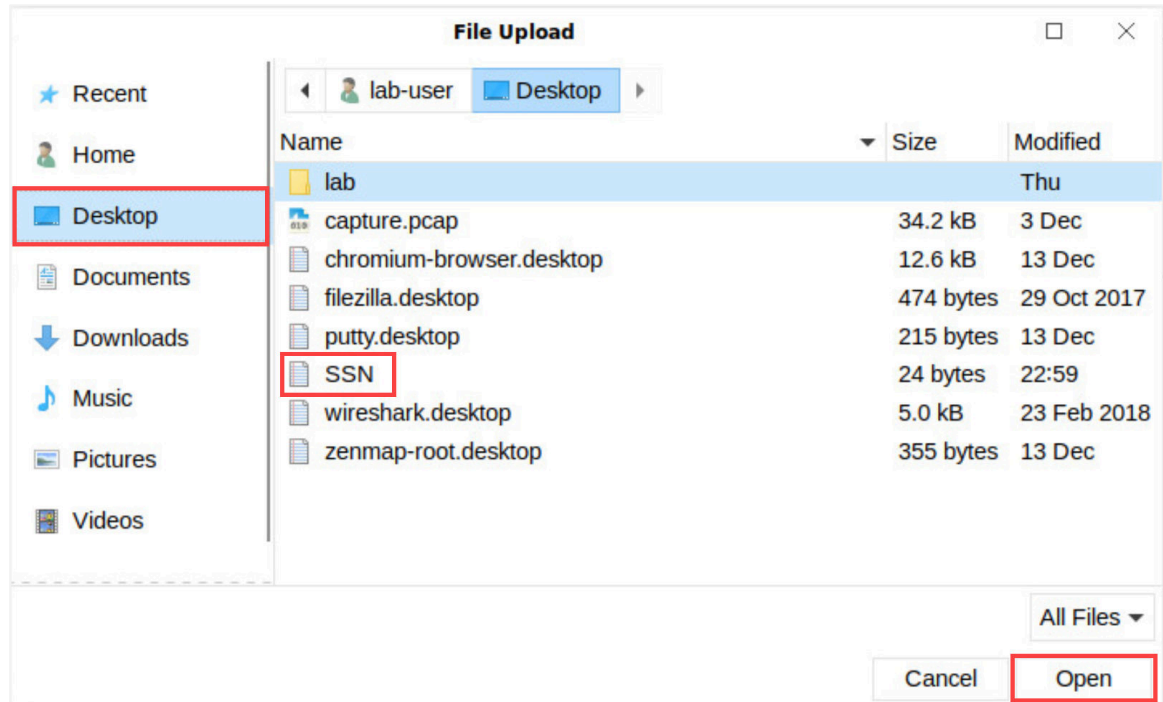 File Upload
Recent
Home
Desktop
Documents
Downloads
Music
Pictures
Videos
lab-user Desktop
Name Size Modified
lab Thu
capture.pcap 34.2 kB 3 Dec
chromium-browser.desktop 12.6 kB 13 Dec
filezilla.desktop 474 bytes 29 Oct 2017
putty.desktop 215 bytes 13 Dec
SSN 24 bytes 22:59
wireshark.desktop 5.0 kB 23 Feb 2018
zenmap-root.desktop 355 bytes 13 Dec
All Files
Cancel Open